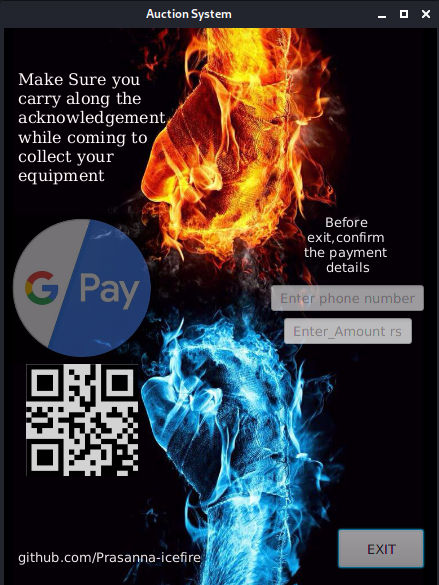 Auction System
Make Sure you
carry along the
acknowledgement
while coming to
collect your
equipment
Before
exit,confirm
the payment
details
G Pay
Enter phone number
Enter_Amount rs
EXIT
github.com/Prasanna-icefire